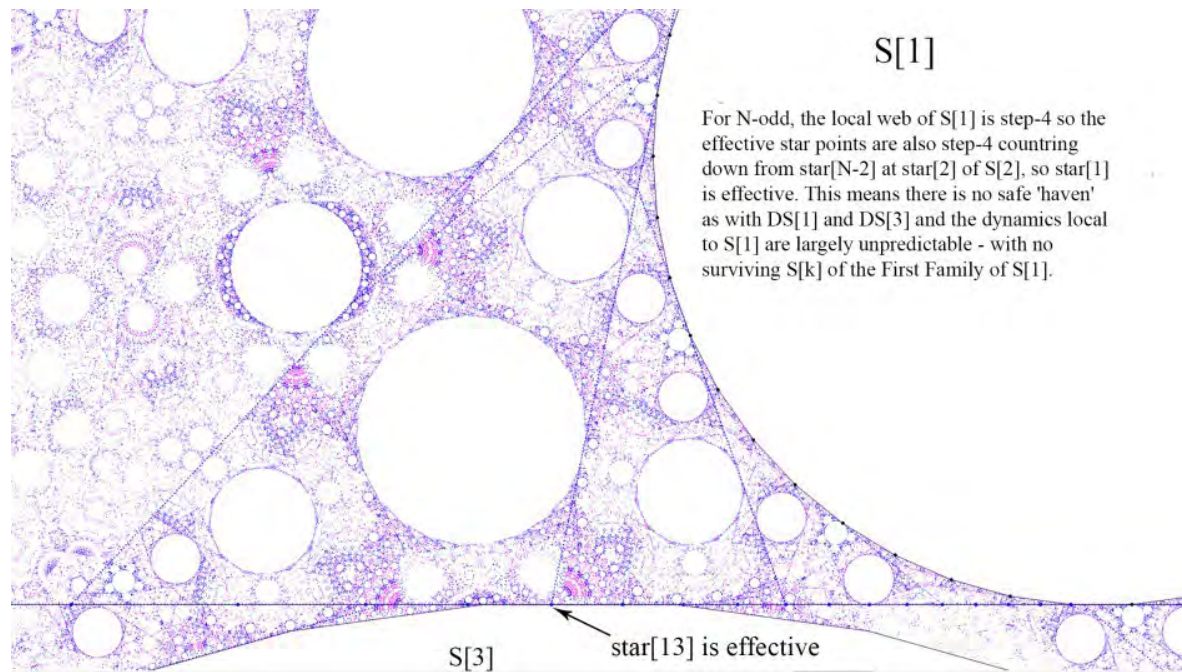 S[1]
For N-odd, the local web of S[1] is step-4 so the
effective star points are also step-4 countring
down from star[N-2] at star[2] of S[2], so star[1]
is effective. This means there is no safe 'haven'
as with DS[1] and DS[3] and the dynamics local
to S[1] are largely unpredictable - with no
surviving S[k] of the First Family of S[1].
star[13] is effective
S[3]